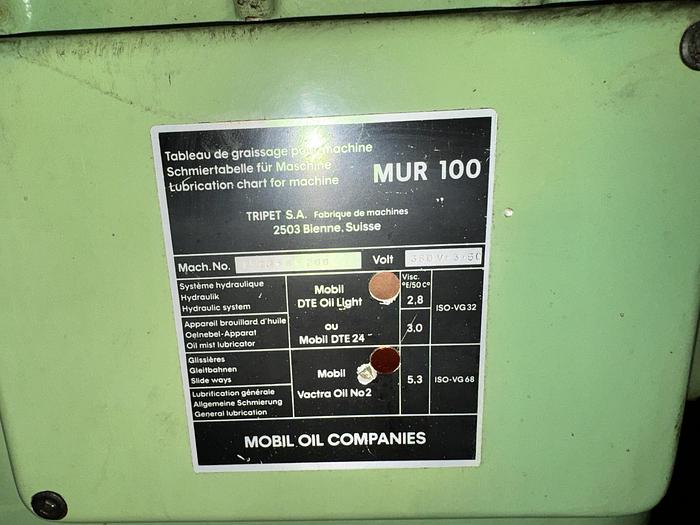 Tableau de graissage pour machine
Schmiertabelle für Maschine
Lubrication chart for machine
MUR 100
TRIPET S.A. Fabrique de machines
2503 Bienne, Suisse
Mach. No.
Volt
Système hydraulique
Hydraulik
Hydraulic system
Mobil
DTE Oil Light
Visc.
°E/50 C°
2,8
ISO-VG 32
Appareil brouillard d'huile
Oelnebel-Apparat
Oil mist lubricator
ou
Mobil DTE 24
3,0
Glissières
Gleitbahnen
Slide ways
Mobil
Vactra Oil No 2
5,3
ISO-VG 68
Lubrification générale
Allgemeine Schmierung
General lubrication
MOBIL OIL COMPANIES